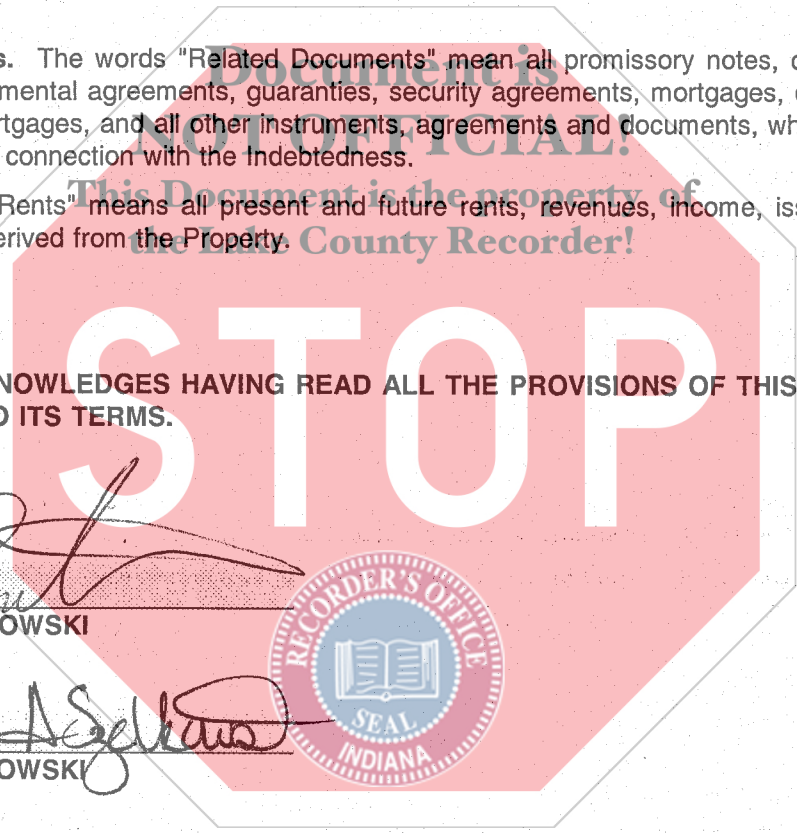 s. The words "Related Documents" mean all promissory notes,
Document is
mental agreements, guaranties, security agreements, mortgages,
rtgages, and all other instruments, agreements and documents, wh
NOT OFFICIAL!
connection with the Indebtedness.
This Document is the property of
Rents" means all present and future rents, revenues, income, iss
erived from the Property.
the Lake County Recorder!
STOP
NOWLEDGES HAVING READ ALL THE PROVISIONS OF THIS
ITS TERMS.
OWSKI
RECORDER'S OFFICE
SEAL
INDIANA
OWSKI